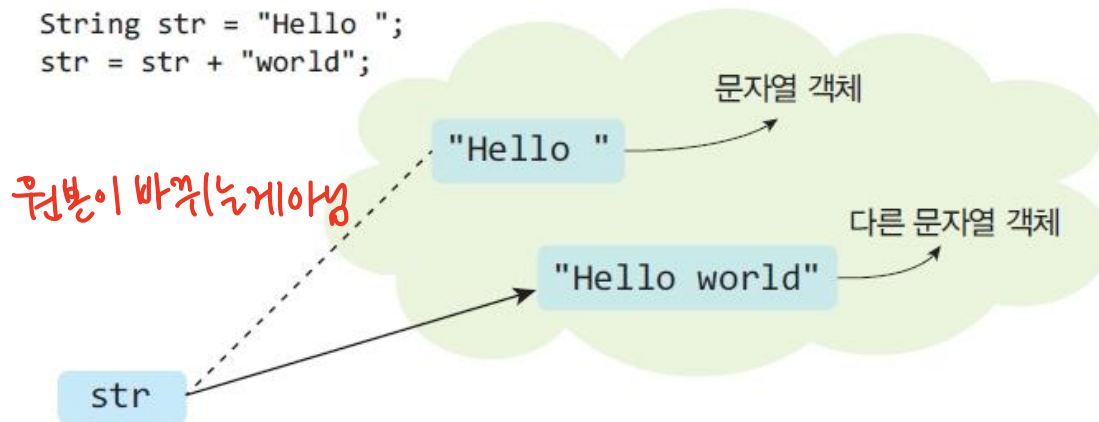 String str = "Hello ";
str = str + "world";
문자열 객체
"Hello "
원본이 바뀌는게아님
다른 문자열 객체
"Hello world"
str